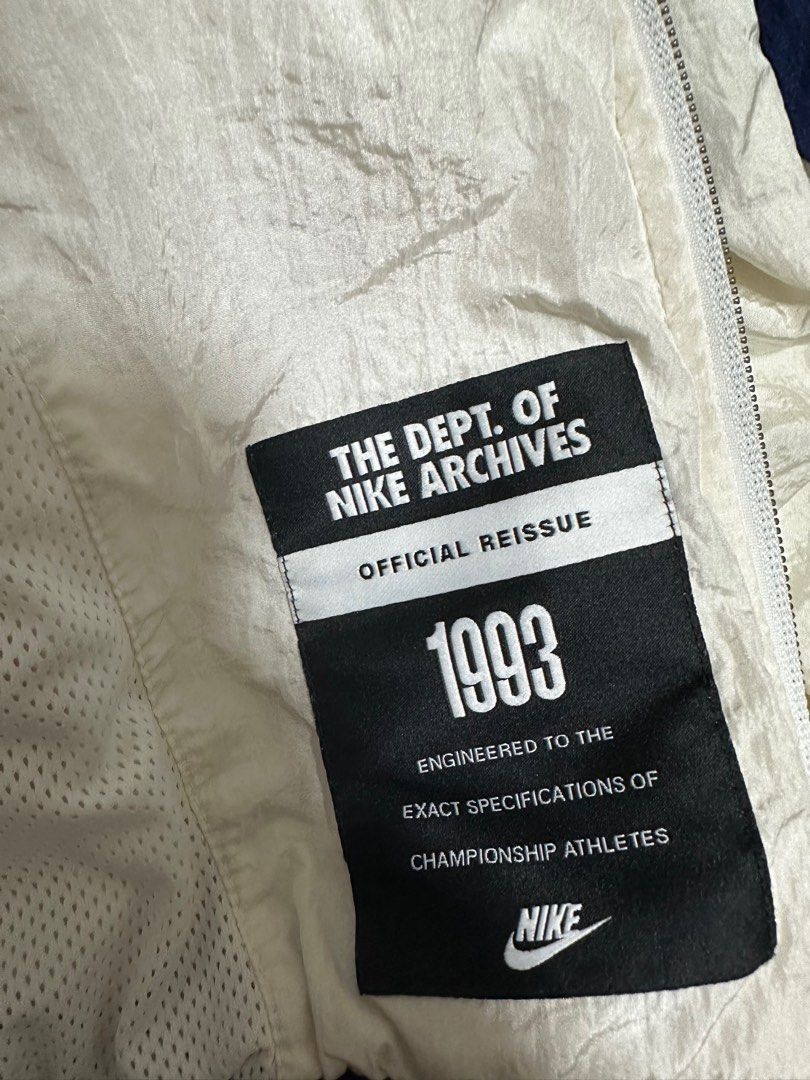 THE DEPT. OF
NIKE ARCHIVES
OFFICIAL REISSUE
1993
ENGINEERED TO THE
EXACT SPECIFICATIONS OF
CHAMPIONSHIP ATHLETES
NIKE